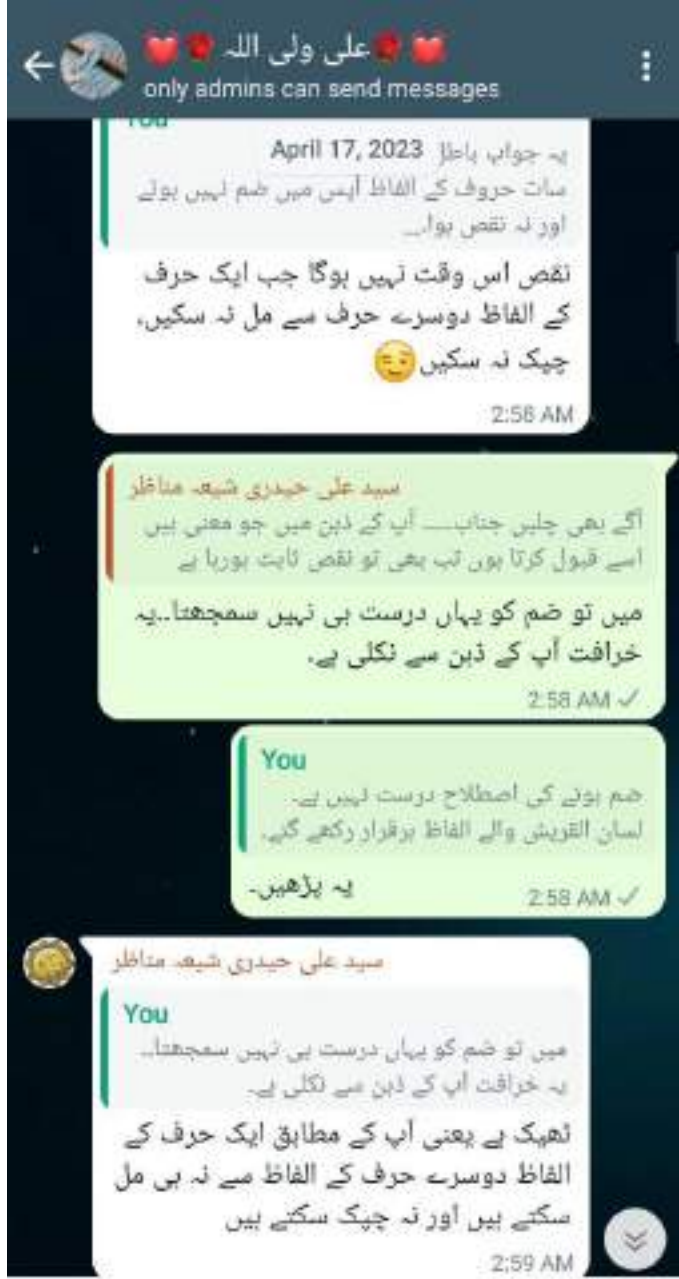 ❤️🌹علی ولی اللہ🌹❤️
only admins can send messages
You
April 17, 2023 یہ جواب باطل
سات حروف کے الفاظ آپس میں ضم نہیں ہوئے
اور نہ نقص ہوا۔...
نقص اس وقت نہیں ہوگا جب ایک حرف
کے الفاظ دوسرے حرف سے مل نہ سکیں،
چپک نہ سکیں😏
2:56 AM
سید علی حیدری شیعہ مناظر
آگے بھی چلیں جناب..... آپ کے ذہن میں جو معنی ہیں
اسے قبول کرتا ہوں تب بھی تو نقص ثابت ہورہا ہے
میں تو ضم کو یہاں درست ہی نہیں سمجھتا..یہ
خرافت آپ کے ذہن سے نکلی ہے۔
2:58 AM
You
ضم ہونے کی اصطلاح درست نہیں ہے۔
لسان القریش والے الفاظ برقرار رکھے گئے۔
یہ پڑھیں۔
2:58 AM
سید علی حیدری شیعہ مناظر
You
میں تو ضم کو یہاں درست ہی نہیں سمجھتا..
یہ خرافت آپ کے ذہن سے نکلی ہے۔
ٹھیک ہے یعنی آپ کے مطابق ایک حرف کے
الفاظ دوسرے حرف کے الفاظ سے نہ ہی مل
سکتے ہیں اور نہ چپک سکتے ہیں
2:59 AM